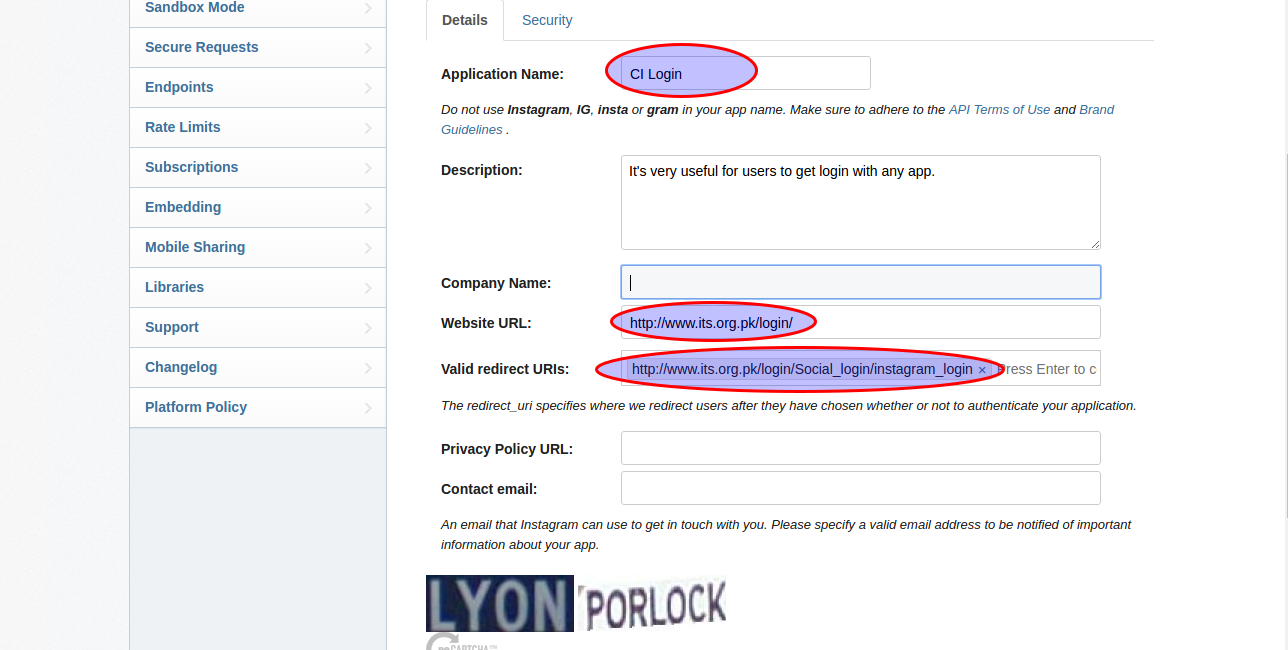 Sandbox Mode
Secure Requests
Endpoints
Rate Limits
Subscriptions
Embedding
Mobile Sharing
Libraries
Support
Changelog
Platform Policy
Details Security
Application Name: CI Login
Do not use Instagram, IG, insta or gram in your app name. Make sure to adhere to the API Terms of Use and Brand
Guidelines .
Description: It's very useful for users to get login with any app.
Company Name:
Website URL: http://www.its.org.pk/login/
Valid redirect URIs: http://www.its.org.pk/login/Social_login/instagram_login × Press Enter to c
The redirect_uri specifies where we redirect users after they have chosen whether or not to authenticate your application.
Privacy Policy URL:
Contact email:
An email that Instagram can use to get in touch with you. Please specify a valid email address to be notified of important
information about your app.
LYON PORLOCK
reCAPTCHA™